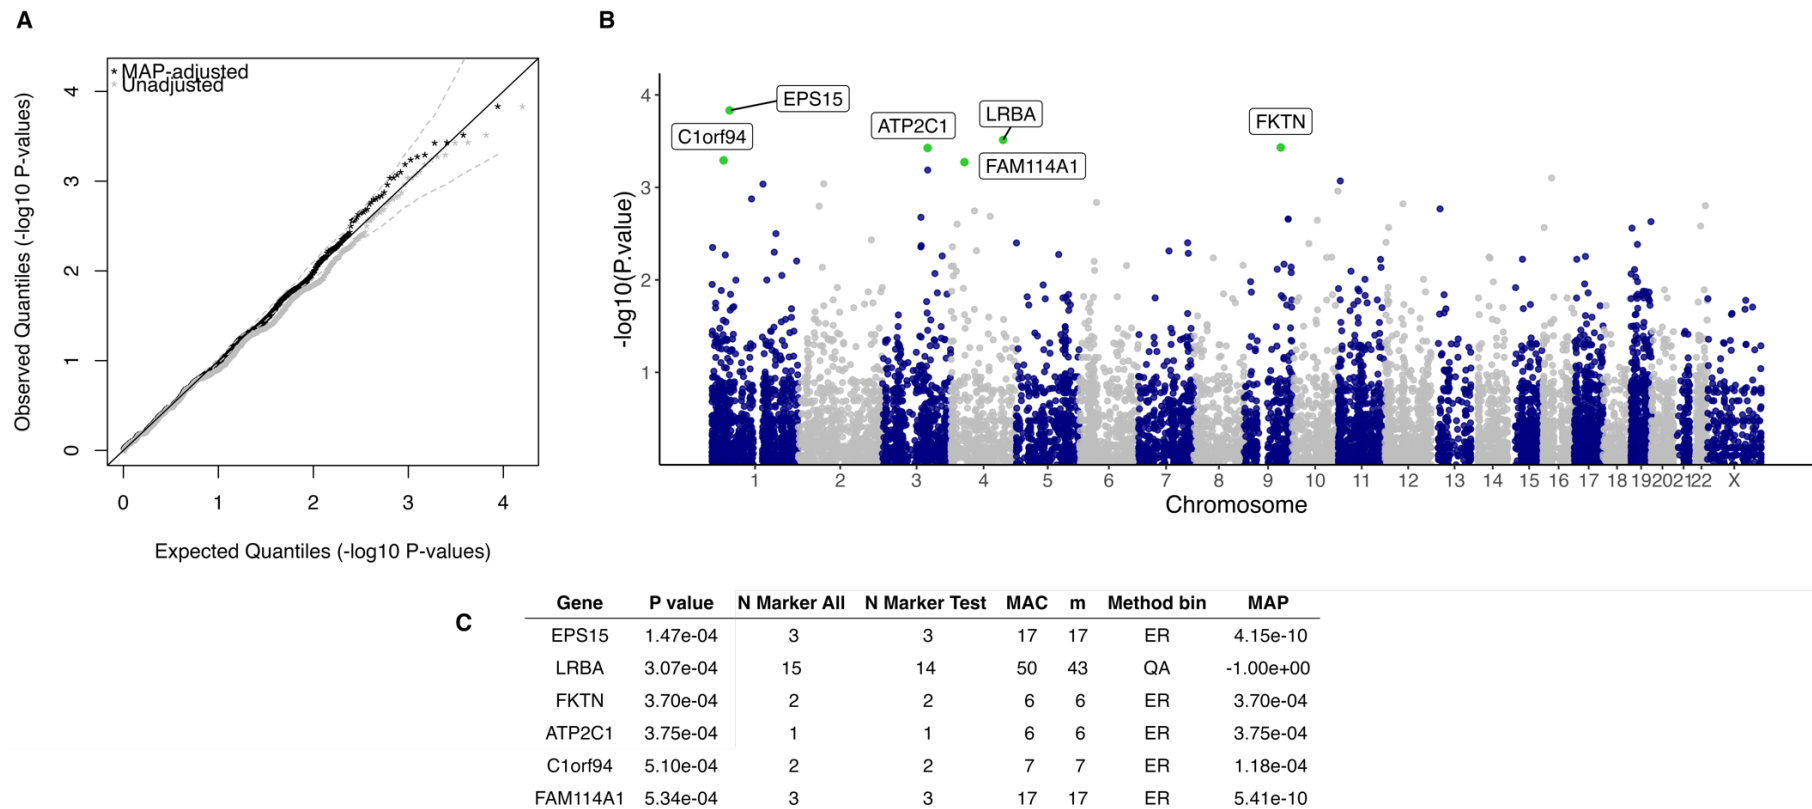 A
MAP-adjusted
Unadjusted
Observed Quantiles (-log10 P-values)
4
3
2
1
0
0 1 2 3 4
Expected Quantiles (-log10 P-values)
B
-log10(P.value)
4
3
2
1
EPS15
C1orf94
ATP2C1
LRBA
FAM114A1
FKTN
1 2 3 4 5 6 7 8 9 10 11 12 13 14 15 16 17 18 19 20 21 22 X
Chromosome
C
Gene P value N Marker All N Marker Test MAC m Method bin MAP
EPS15 1.47e-04 3 3 17 17 ER 4.15e-10
LRBA 3.07e-04 15 14 50 43 QA -1.00e+00
FKTN 3.70e-04 2 2 6 6 ER 3.70e-04
ATP2C1 3.75e-04 1 1 6 6 ER 3.75e-04
C1orf94 5.10e-04 2 2 7 7 ER 1.18e-04
FAM114A1 5.34e-04 3 3 17 17 ER 5.41e-10